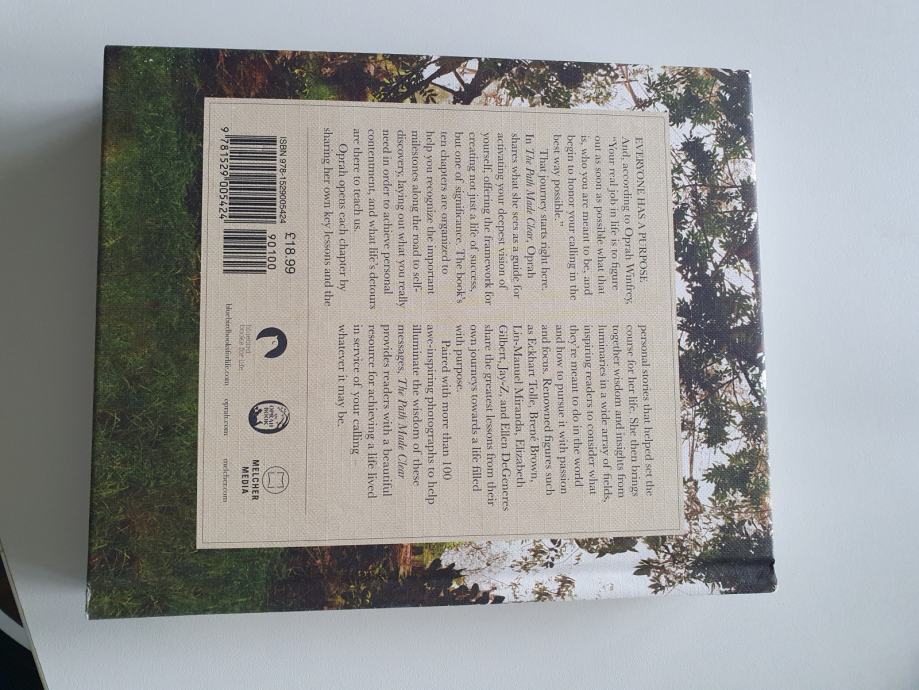 EVERYONE HAS A PURPOSE.
And, according to Oprah Winfrey,
"Your real job in life is to figure
out as soon as possible what that
is, who you are meant to be, and
begin to honor your calling in the
best way possible."
That journey starts right here.
In The Path Made Clear, Oprah
shares what she sees as a guide for
activating your deepest vision of
yourself, offering the framework for
creating not just a life of success,
but one of significance. The book's
ten chapters are organized to
help you recognize the important
milestones along the road to self-
discovery, laying out what you really
need in order to achieve personal
contentment, and what life's detours
are there to teach us.
Oprah opens each chapter by
sharing her own key lessons and the
personal stories that helped set the
course for her life. She then brings
together wisdom and insights from
luminaries in a wide array of fields,
inspiring readers to consider what
they're meant to do in the world
and how to pursue it with passion
and focus. Renowned figures such
as Eckhart Tolle, Brené Brown,
Lin-Manuel Miranda, Elizabeth
Gilbert, Jay-Z, and Ellen DeGeneres
share the greatest lessons from their
own journeys towards a life filled
with purpose.
Paired with more than 100
awe-inspiring photographs to help
illuminate the wisdom of these
messages, The Path Made Clear
provides readers with a beautiful
resource for achieving a life lived
in service of your calling –
whatever it may be.
£18.99
ISBN 978-1529005424
90100
9 781529 005424
bluebird
books for life
bluebirdbooksforlife.com
AN OPRAH BOOK
oprah.com
MELCHER
MEDIA
melcher.com